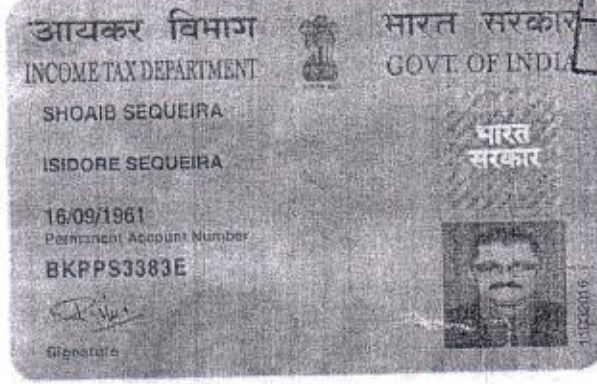 आयकर विभाग
INCOME TAX DEPARTMENT
भारत सरकार
GOVT. OF INDIA
SHOAIB SEQUEIRA
ISIDORE SEQUEIRA
भारत
सरकार
16/09/1961
Permanent Account Number
BKPPS3383E
Signature